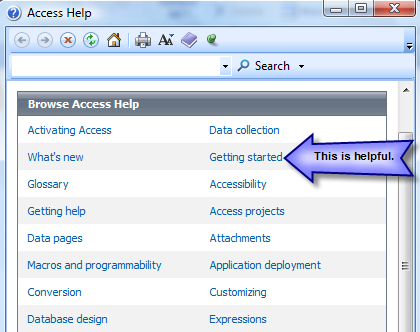 Access Help
Search
Browse Access Help
Activating Access Data collection
What's new Getting started This is helpful.
Glossary Accessibility
Getting help Access projects
Data pages Attachments
Macros and programmability Application deployment
Conversion Customizing
Database design Expressions